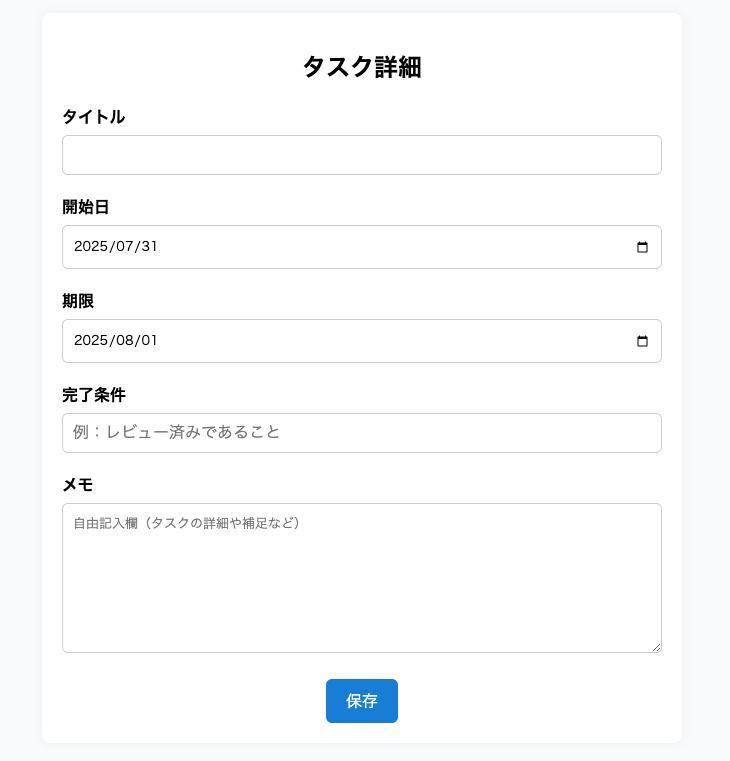 タスク詳細
タイトル
開始日
2025/07/31
期限
2025/08/01
完了条件
例：レビュー済みであること
メモ
自由記入欄（タスクの詳細や補足など）
保存